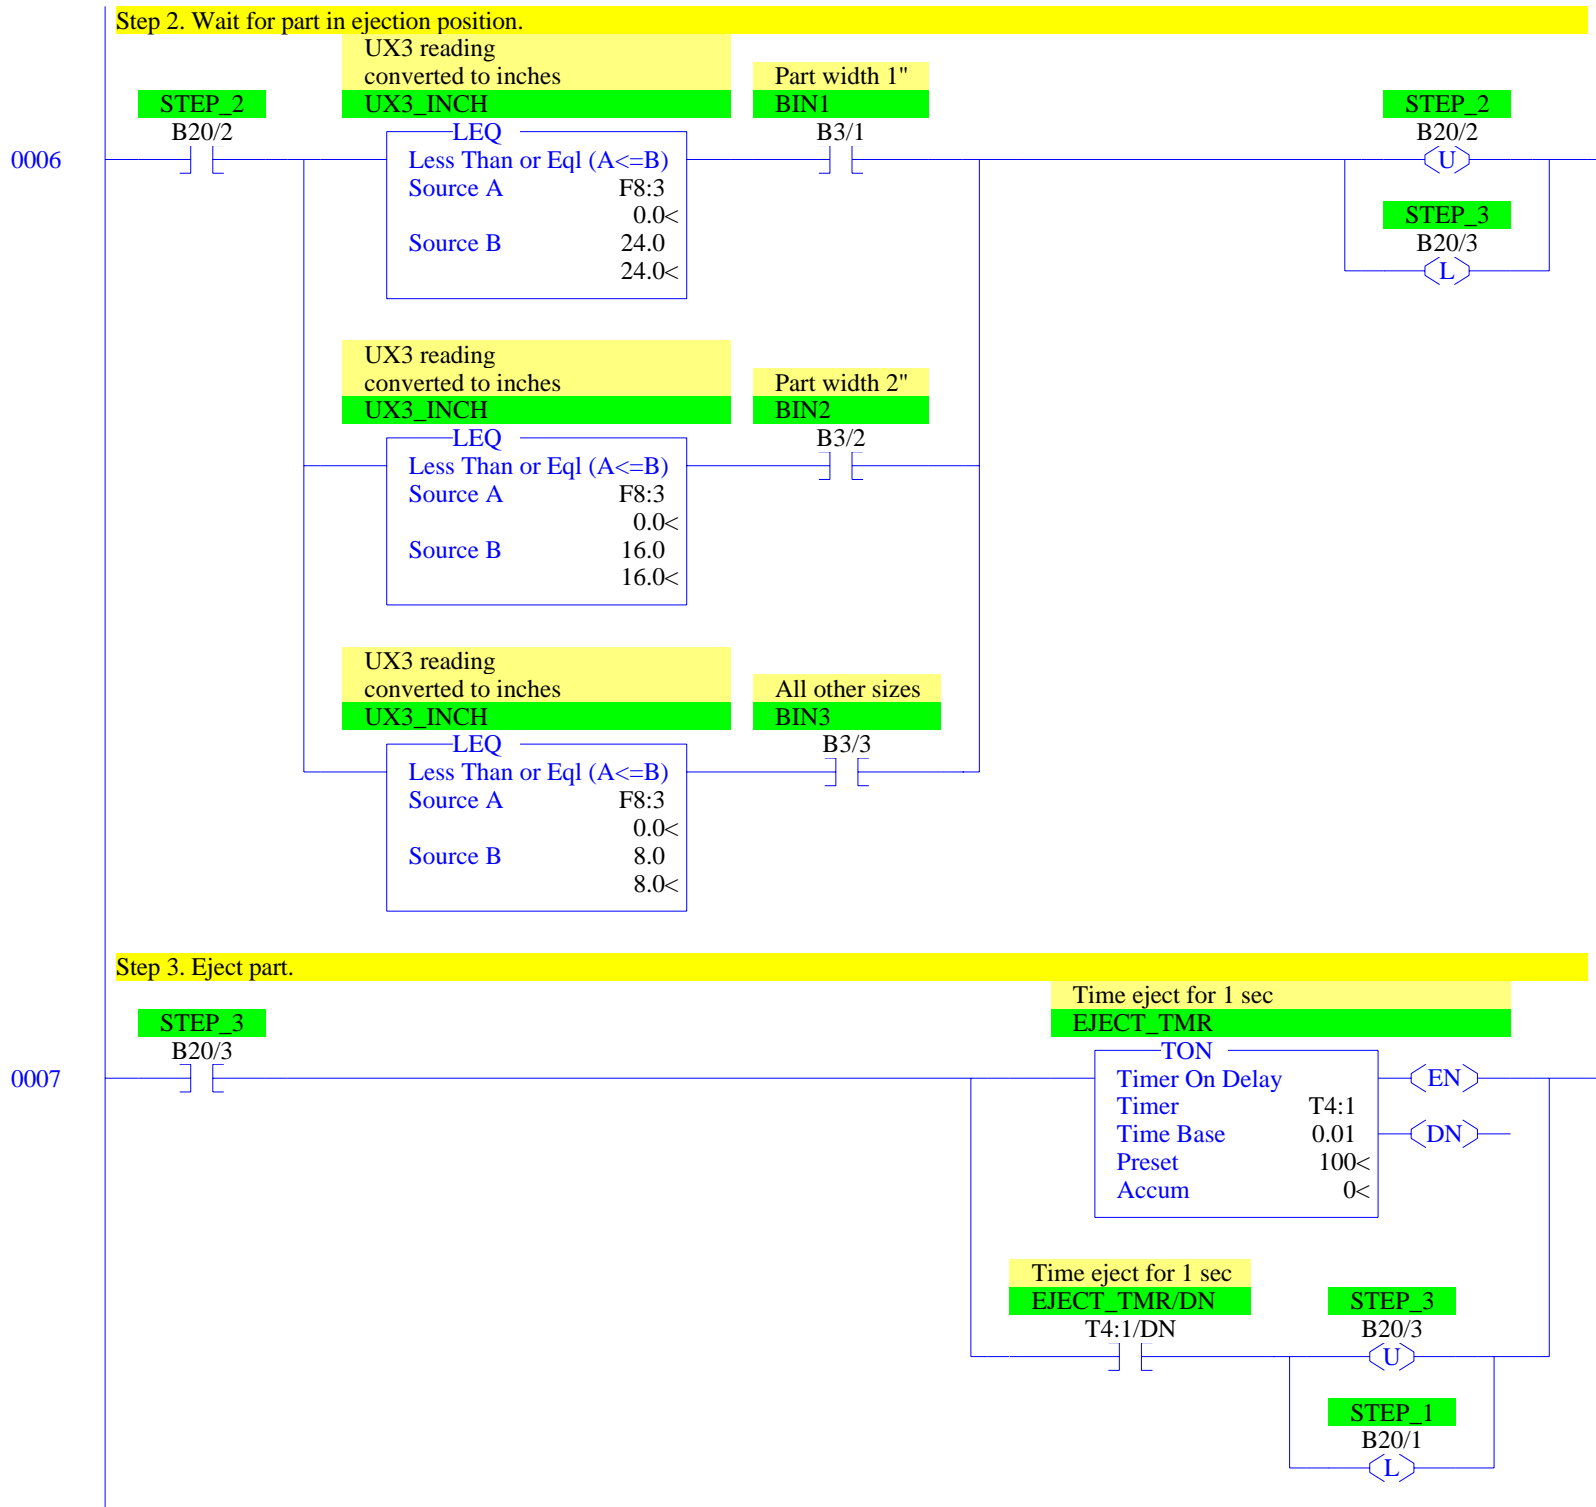 Step 2. Wait for part in ejection position.
UX3 reading
converted to inches
Part width 1"
STEP_2
UX3_INCH
BIN1
STEP_2
B20/2
LEQ
B3/1
B20/2
0006
Less Than or Eql (A<=B)
U
Source A F8:3
0.0<
STEP_3
Source B 24.0
B20/3
24.0<
L
UX3 reading
converted to inches
Part width 2"
UX3_INCH
BIN2
LEQ
B3/2
Less Than or Eql (A<=B)
Source A F8:3
0.0<
Source B 16.0
16.0<
UX3 reading
converted to inches
All other sizes
UX3_INCH
BIN3
LEQ
B3/3
Less Than or Eql (A<=B)
Source A F8:3
0.0<
Source B 8.0
8.0<
Step 3. Eject part.
Time eject for 1 sec
STEP_3
EJECT_TMR
B20/3
TON
0007
Timer On Delay
EN
Timer T4:1
Time Base 0.01
DN
Preset 100<
Accum 0<
Time eject for 1 sec
EJECT_TMR/DN
STEP_3
T4:1/DN
B20/3
U
STEP_1
B20/1
L